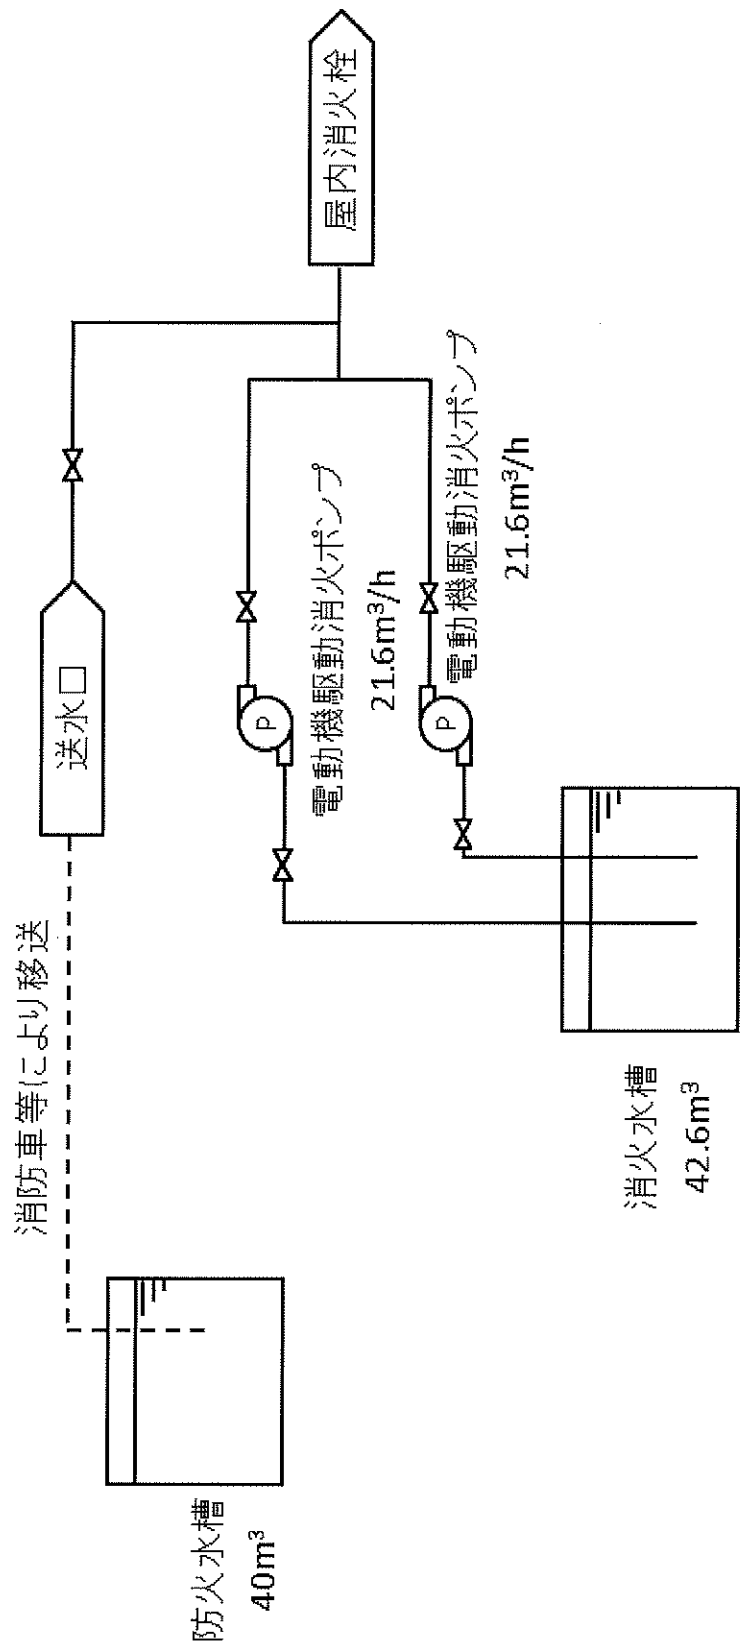 消防車等により移送
送水口
屋内消火栓
防火水槽
40m³
P
電動機駆動消火ポンプ
21.6m³/h
P
電動機駆動消火ポンプ
21.6m³/h
消火水槽
42.6m³